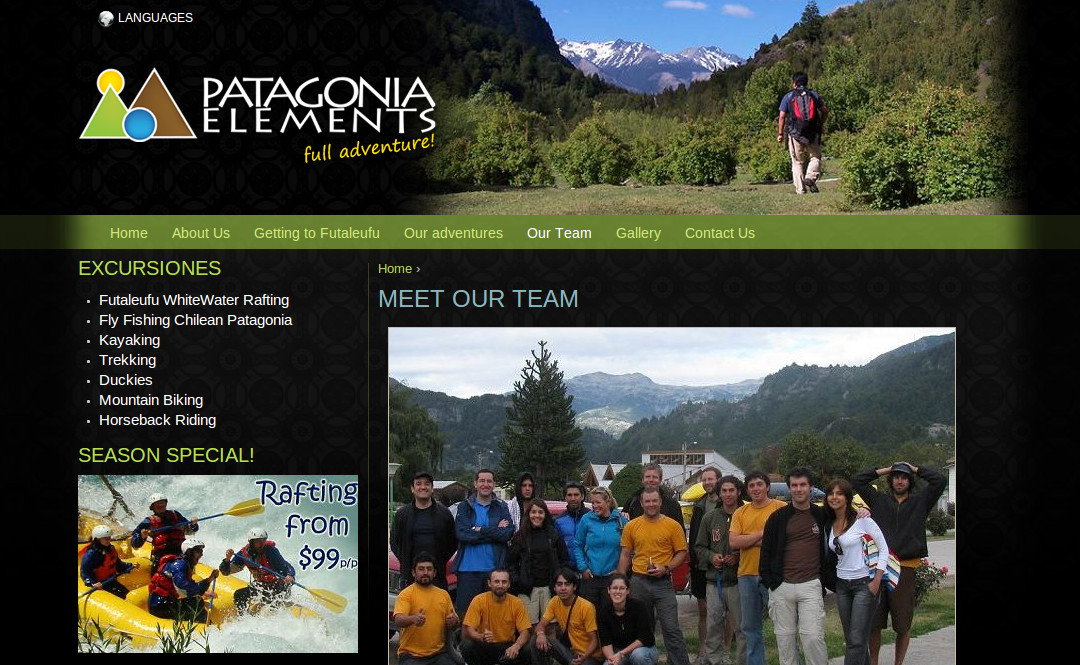 LANGUAGES
PATAGONIA
ELEMENTS
full adventure!
Home About Us Getting to Futaleufu Our adventures Our Team Gallery Contact Us
EXCURSIONES
Futaleufu WhiteWater Rafting
Fly Fishing Chilean Patagonia
Kayaking
Trekking
Duckies
Mountain Biking
Horseback Riding
SEASON SPECIAL!
Rafting
from
$99 p/p
Home ›
MEET OUR TEAM